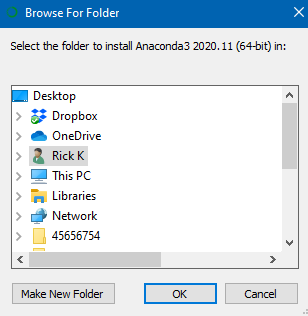 Browse For Folder
Select the folder to install Anaconda3 2020.11 (64-bit) in:
Desktop
Dropbox
OneDrive
Rick K
This PC
Libraries
Network
45656754
Make New Folder
OK
Cancel